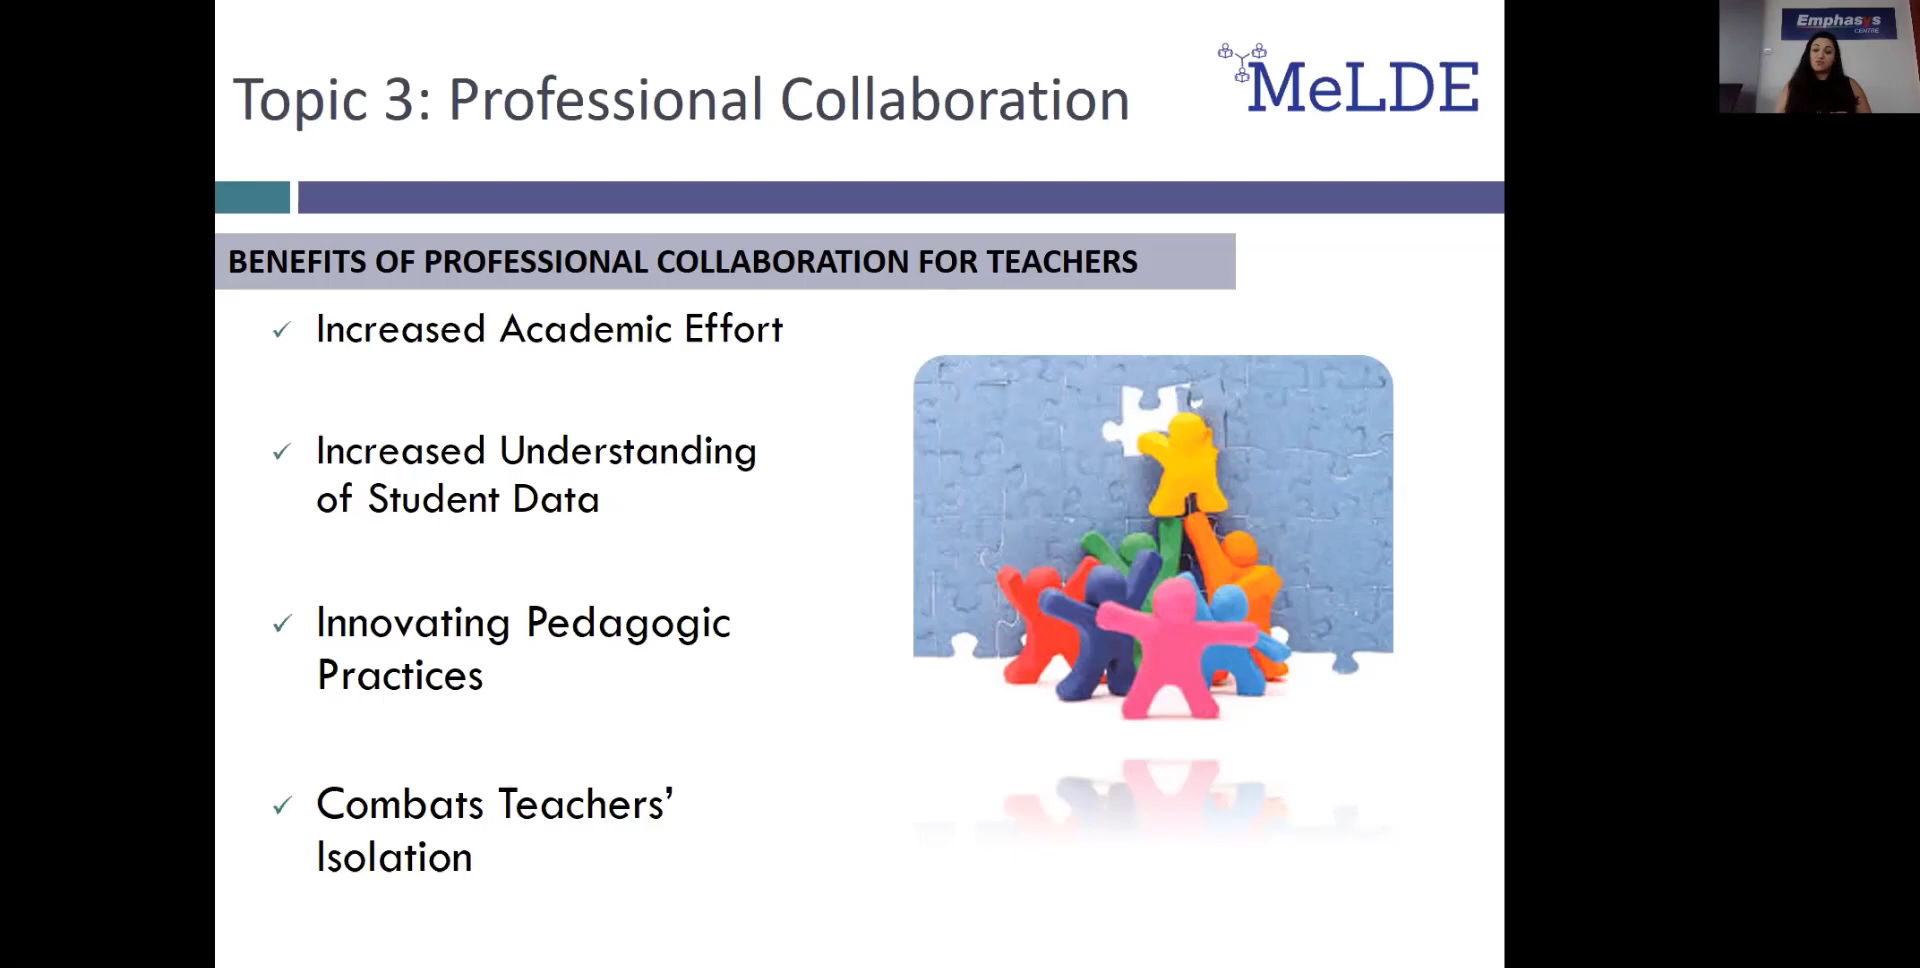 Topic 3: Professional Collaboration
MeLDE
Emphasys
CENTRE
BENEFITS OF PROFESSIONAL COLLABORATION FOR TEACHERS
✓ Increased Academic Effort
✓ Increased Understanding
of Student Data
✓ Innovating Pedagogic
Practices
✓ Combats Teachers’
Isolation